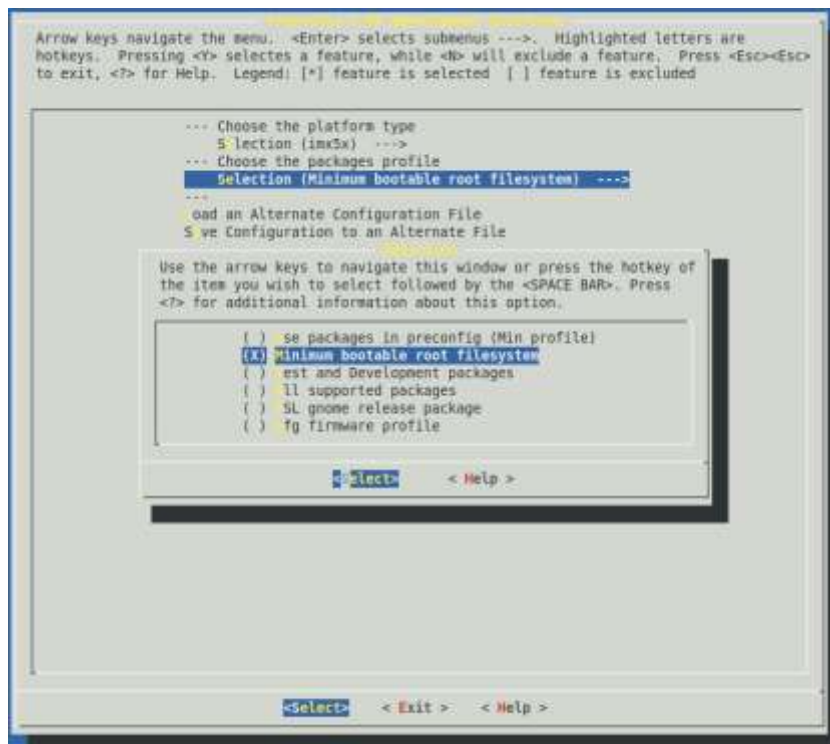 Arrow keys navigate the menu. <Enter> selects submenus --->. Highlighted letters are
hotkeys. Pressing <Y> selectes a feature, while <N> will exclude a feature. Press <Esc><Esc>
to exit, <?> for Help. Legend: [*] feature is selected [ ] feature is excluded
--- Choose the platform type
Selection (imx5x) --->
--- Choose the packages profile
Selection (Minimum bootable root filesystem) --->
---
oad an Alternate Configuration File
S ve Configuration to an Alternate File
Use the arrow keys to navigate this window or press the hotkey of
the item you wish to select followed by the <SPACE BAR>. Press
<?> for additional information about this option.
( ) se packages in preconfig (Min profile)
(X) Minimum bootable root filesystem
( ) est and Development packages
( ) ll supported packages
( ) SL gnome release package
( ) fg firmware profile
<Select> < Help >
<Select> < Exit > < Help >